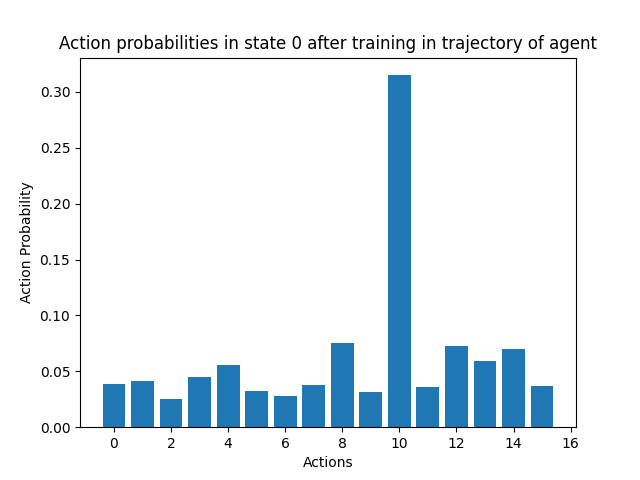 Action probabilities in state 0 after training in trajectory of agent
0.30
0.25
0.20
0.15
0.10
0.05
0.00
Action Probability
0 2 4 6 8 10 12 14 16
Actions